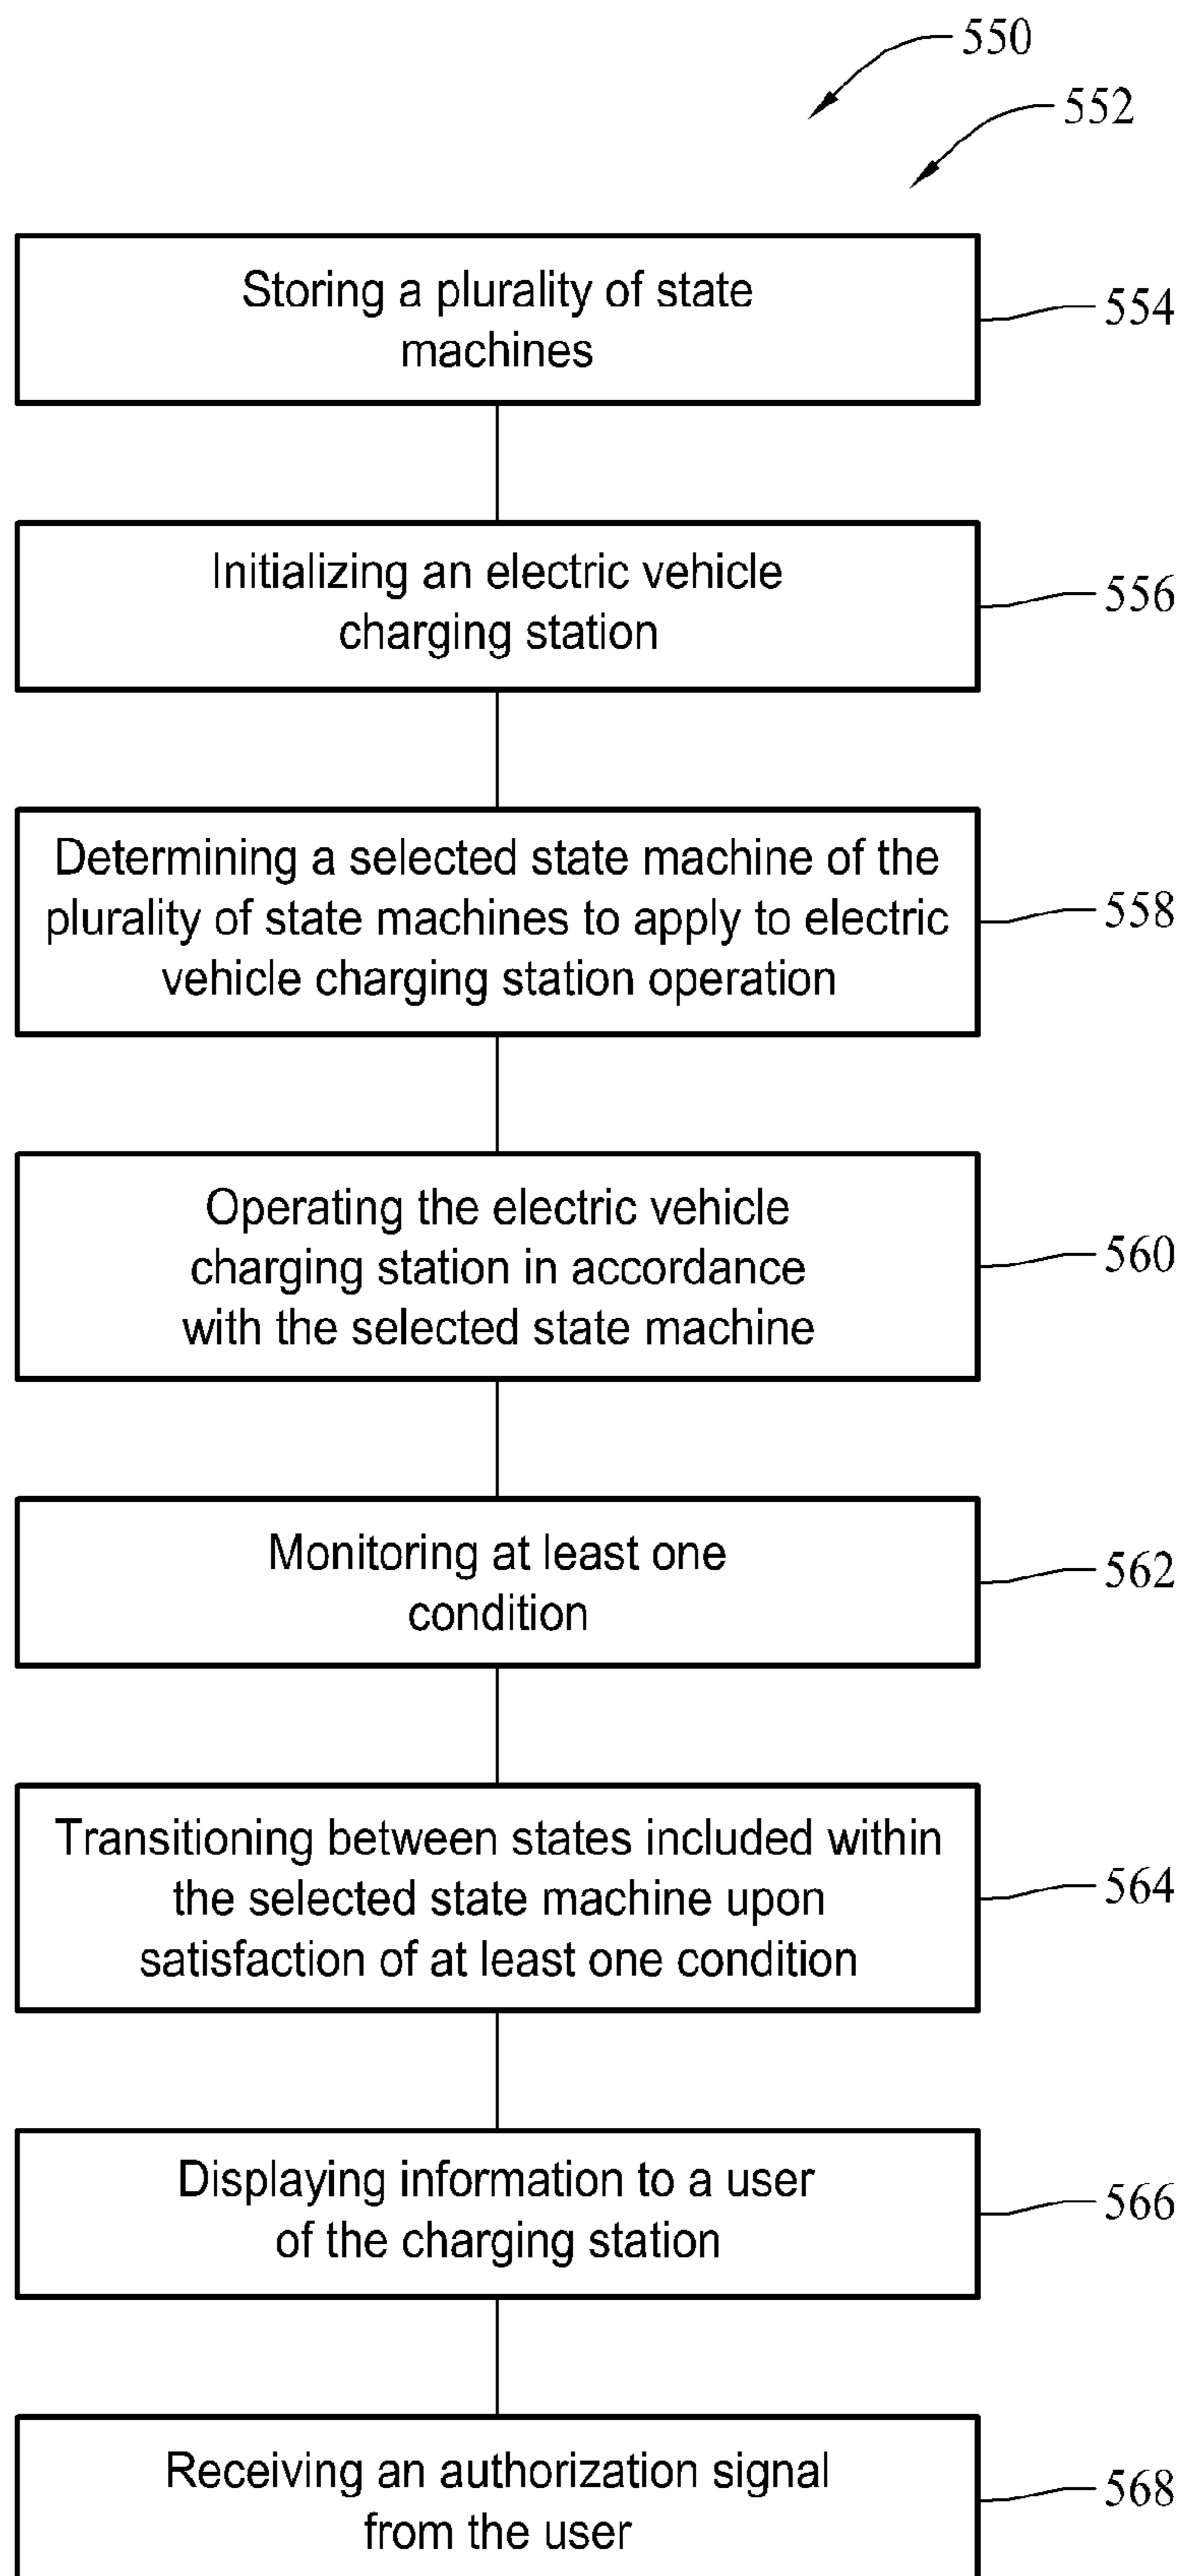 550
552
Storing a plurality of state
machines
554
Initializing an electric vehicle
charging station
556
Determining a selected state machine of the
plurality of state machines to apply to electric
vehicle charging station operation
558
Operating the electric vehicle
charging station in accordance
with the selected state machine
560
Monitoring at least one
condition
562
Transitioning between states included within
the selected state machine upon
satisfaction of at least one condition
564
Displaying information to a user
of the charging station
566
Receiving an authorization signal
from the user
568